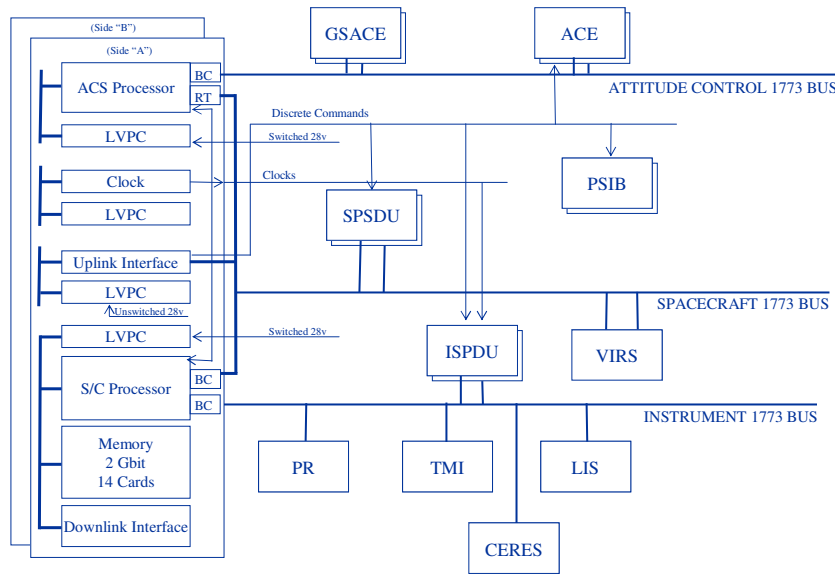 (Side “B”)
(Side “A”)
GSACE
ACE
BC
ACS Processor
RT
ATTITUDE CONTROL 1773 BUS
Discrete Commands
LVPC
Switched 28v
Clock
Clocks
PSIB
LVPC
SPSDU
Uplink Interface
LVPC
SPACECRAFT 1773 BUS
Unswitched 28v
LVPC
Switched 28v
ISPDU
VIRS
S/C Processor
BC
BC
INSTRUMENT 1773 BUS
Memory
2 Gbit
14 Cards
PR
TMI
LIS
Downlink Interface
CERES